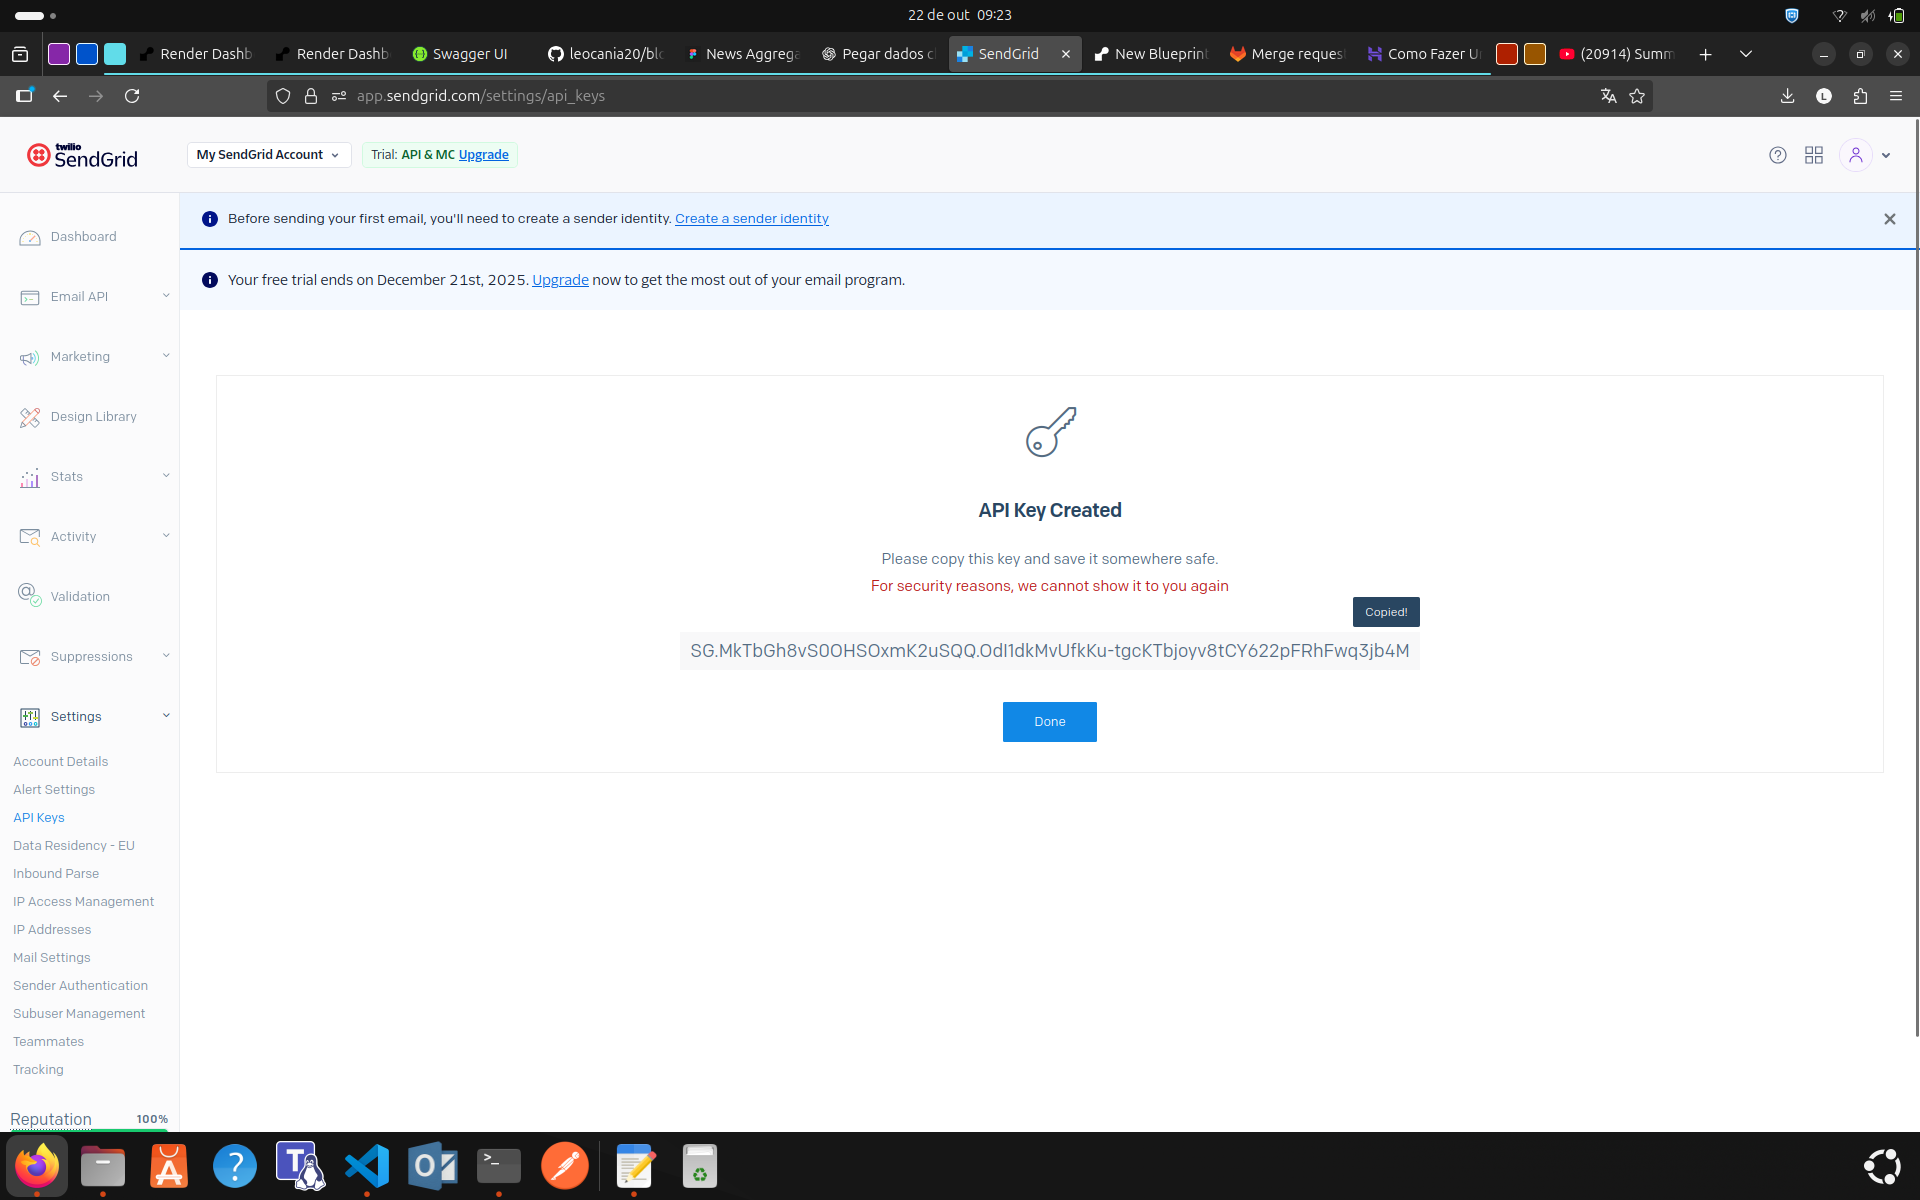 22 de out 09:23
Render Dashb
Render Dashb
Swagger UI
leocania20/blo
News Aggrega
Pegar dados c
SendGrid
New Blueprint
Merge reques
Como Fazer U
(20914) Summ
app.sendgrid.com/settings/api_keys
L
twilio
SendGrid
My SendGrid Account
Trial: API & MC Upgrade
Before sending your first email, you'll need to create a sender identity. Create a sender identity
Your free trial ends on December 21st, 2025. Upgrade now to get the most out of your email program.
Dashboard
Email API
Marketing
Design Library
Stats
Activity
Validation
Suppressions
Settings
Account Details
Alert Settings
API Keys
Data Residency - EU
Inbound Parse
IP Access Management
IP Addresses
Mail Settings
Sender Authentication
Subuser Management
Teammates
Tracking
Reputation 100%
API Key Created
Please copy this key and save it somewhere safe.
For security reasons, we cannot show it to you again
Copied!
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
Done